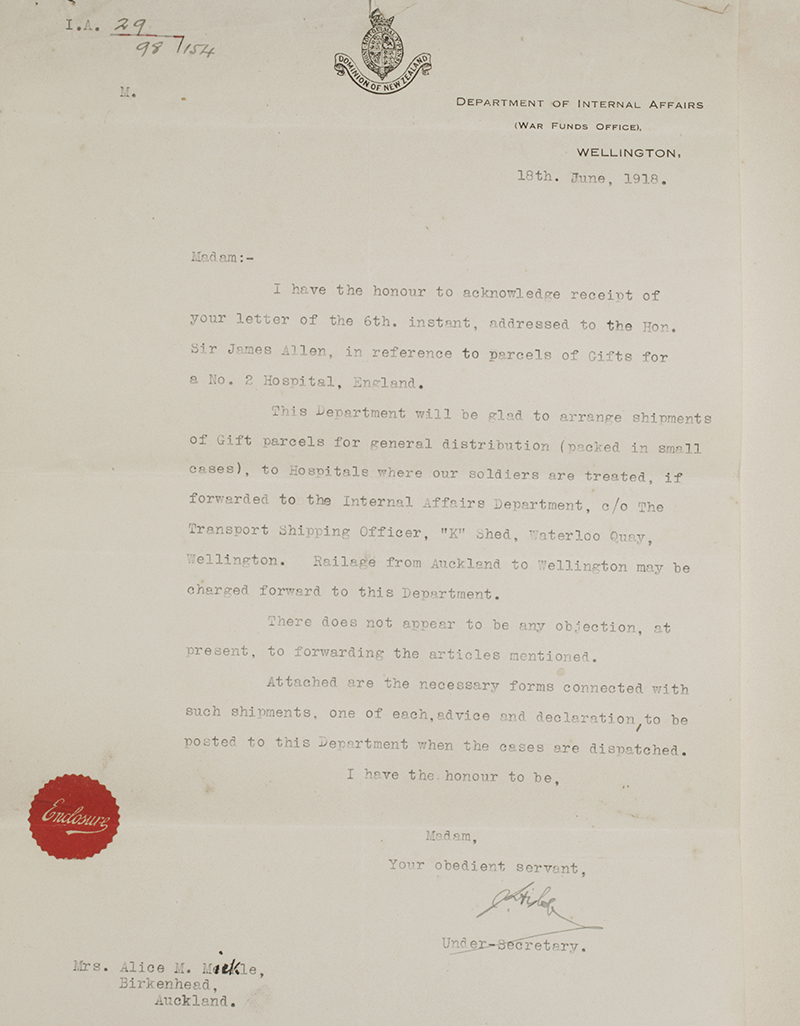 I.A. 29
98/154
DOMINION OF NEW ZEALAND
M.
DEPARTMENT OF INTERNAL AFFAIRS
(WAR FUNDS OFFICE),
WELLINGTON,
18th. June, 1918.
Madam:-
I have the honour to acknowledge receipt of
your letter of the 6th. instant, addressed to the Hon.
Sir James Allen, in reference to parcels of Gifts for
a No. 2 Hospital, England.
This Department will be glad to arrange shipments
of Gift parcels for general distribution (packed in small
cases), to Hospitals where our soldiers are treated, if
forwarded to the Internal Affairs Department, c/o The
Transport Shipping Officer, "K" Shed, Waterloo Quay,
Wellington. Railage from Auckland to Wellington may be
charged forward to this Department.
There does not appear to be any objection, at
present, to forwarding the articles mentioned.
Attached are the necessary forms connected with
such shipments, one of each, advice and declaration, to be
posted to this Department when the cases are dispatched.
I have the honour to be,
Enclosure
Madam,
Your obedient servant,
Under-Secretary.
Mrs. Alice M. Mickle,
Birkenhead,
Auckland.